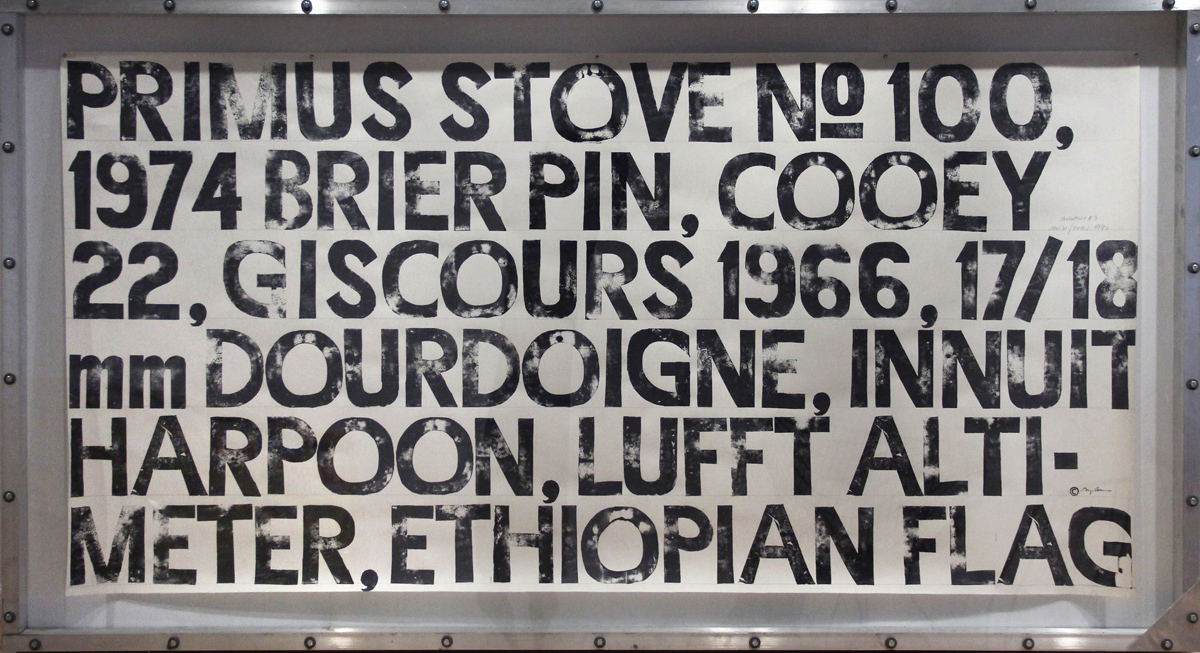 PRIMUS STOVE Nº 100,
1974 BRIER PIN, COOEY
22, GISCOURS 1966, 17/18
mm DOURDOIGNE, INNUIT
HARPOON, LUFFT ALTI-
©
METER, ETHIOPIAN FLAG